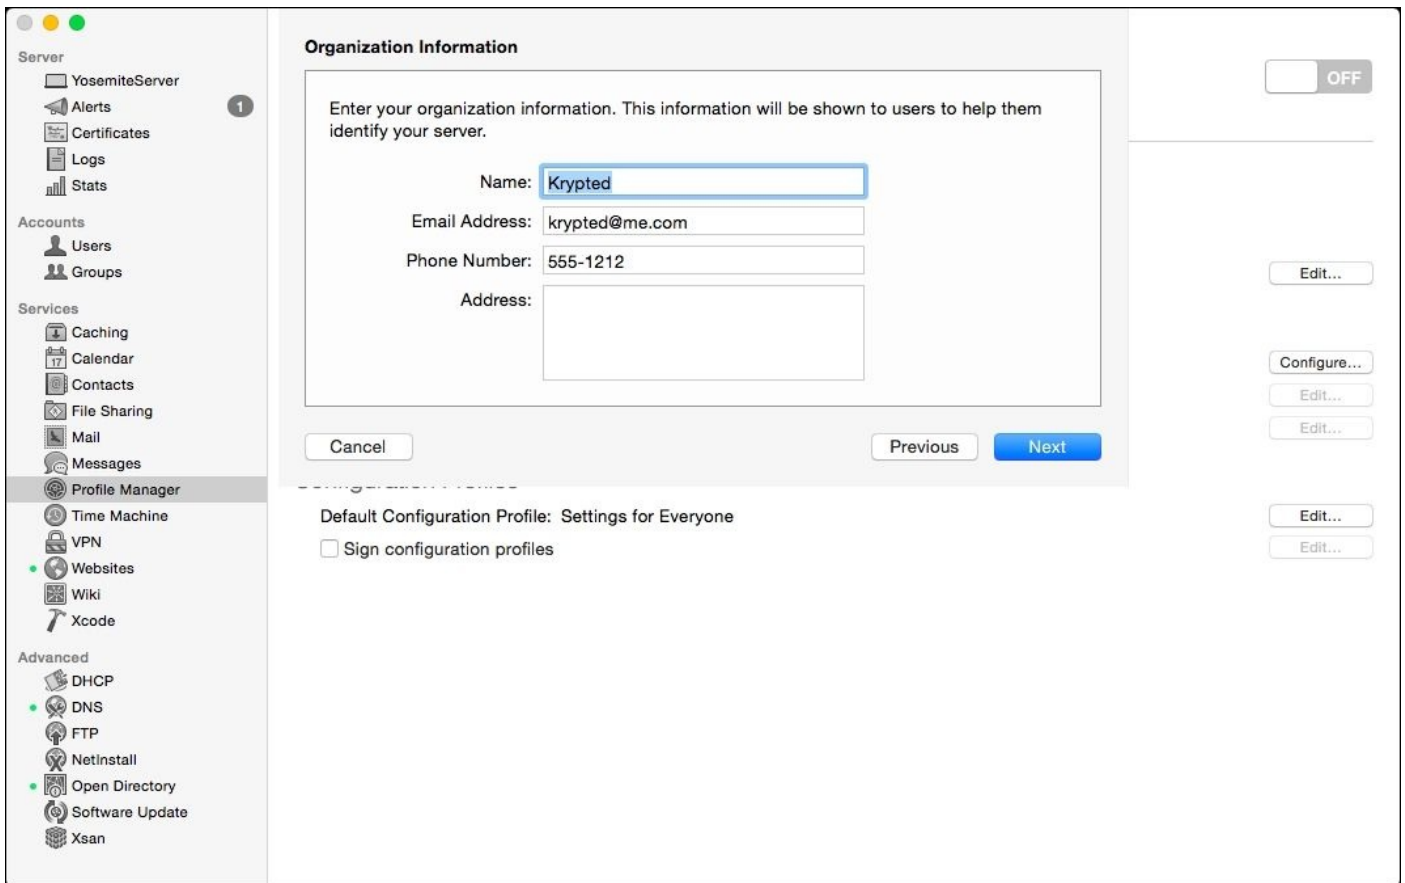 Server
YosemiteServer
Alerts 1
Certificates
Logs
Stats
Accounts
Users
Groups
Services
Caching
17 Calendar
Contacts
File Sharing
Mail
Messages
Profile Manager
Time Machine
VPN
Websites
Wiki
Xcode
Advanced
DHCP
DNS
FTP
NetInstall
Open Directory
Software Update
Xsan
Organization Information
Enter your organization information. This information will be shown to users to help them
identify your server.
Name: Krypted
Email Address: krypted@me.com
Phone Number: 555-1212
Address:
Cancel Previous Next
OFF
Edit...
Configure...
Edit...
Edit...
Configuration Profiles
Default Configuration Profile: Settings for Everyone Edit...
Sign configuration profiles Edit...